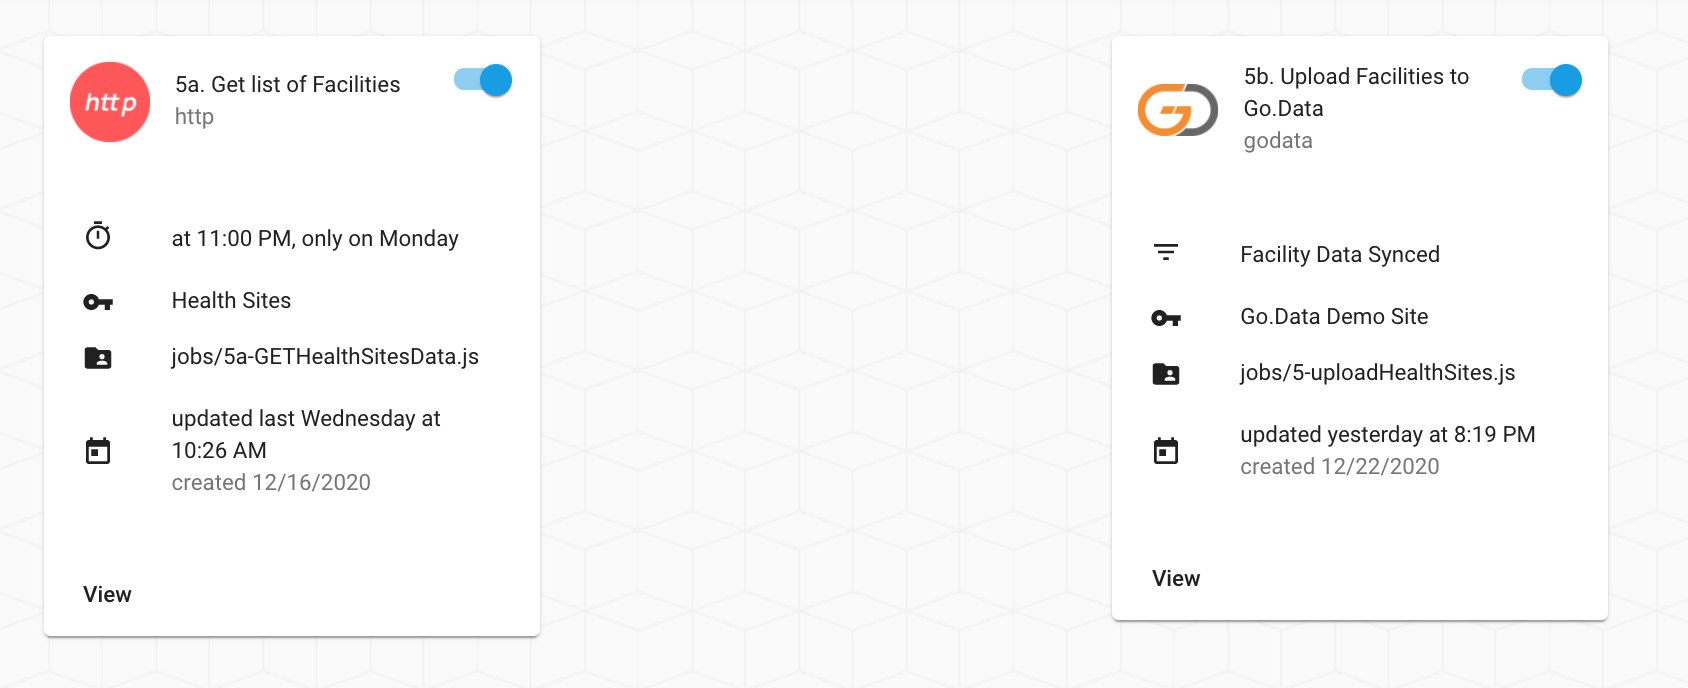 http
5a. Get list of Facilities
http
at 11:00 PM, only on Monday
Health Sites
jobs/5a-GETHealthSitesData.js
updated last Wednesday at
10:26 AM
created 12/16/2020
View
5b. Upload Facilities to
Go.Data
godata
Facility Data Synced
Go.Data Demo Site
jobs/5-uploadHealthSites.js
updated yesterday at 8:19 PM
created 12/22/2020
View